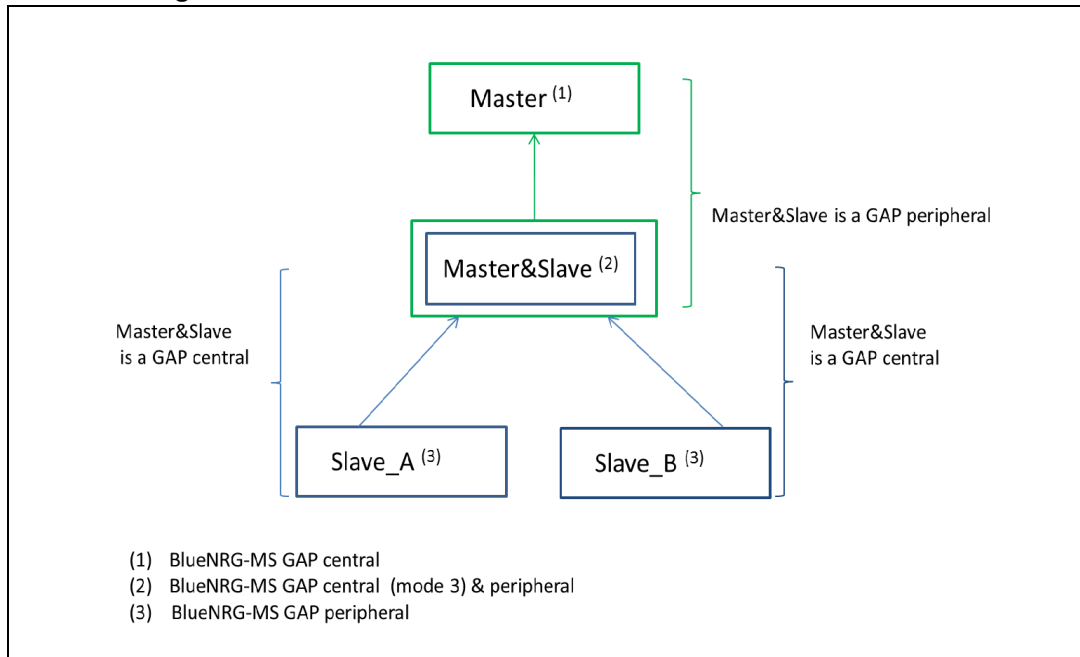 Master (1)
Master&Slave is a GAP peripheral
Master&Slave (2)
Master&Slave
is a GAP central
Master&Slave
is a GAP central
Slave_A (3)
Slave_B (3)
(1) BlueNRG-MS GAP central
(2) BlueNRG-MS GAP central (mode 3) & peripheral
(3) BlueNRG-MS GAP peripheral